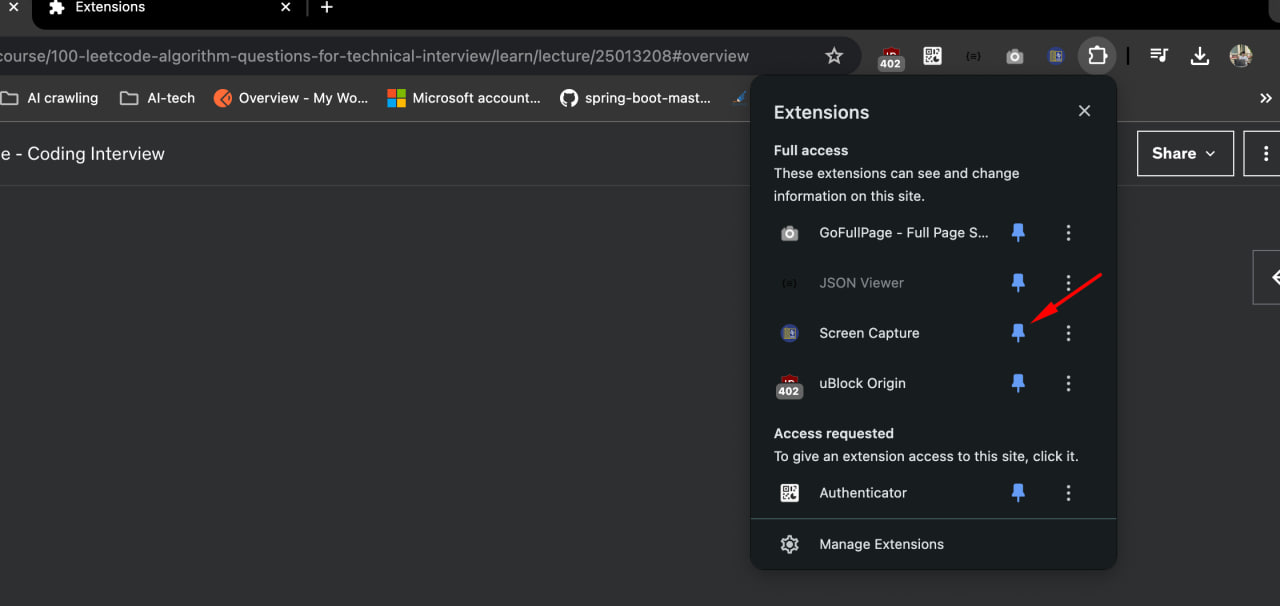 Extensions
course/100-leetcode-algorithm-questions-for-technical-interview/learn/lecture/25013208#overview
402
AI crawling
AI-tech
Overview - My Wo...
Microsoft account...
spring-boot-mast...
e - Coding Interview
Share
Extensions
Full access
These extensions can see and change
information on this site.
GoFullPage - Full Page S...
JSON Viewer
Screen Capture
402
uBlock Origin
Access requested
To give an extension access to this site, click it.
Authenticator
Manage Extensions